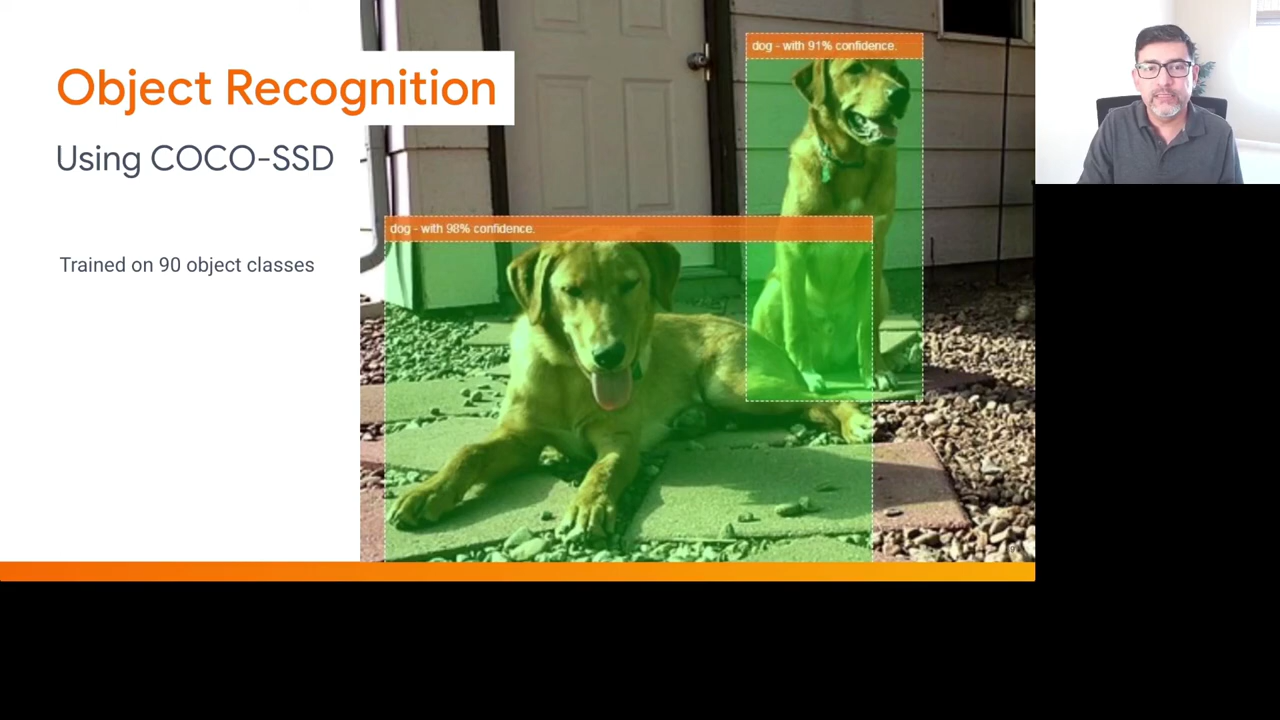 Object Recognition
Using COCO-SSD
Trained on 90 object classes
dog - with 91% confidence.
dog - with 98% confidence.